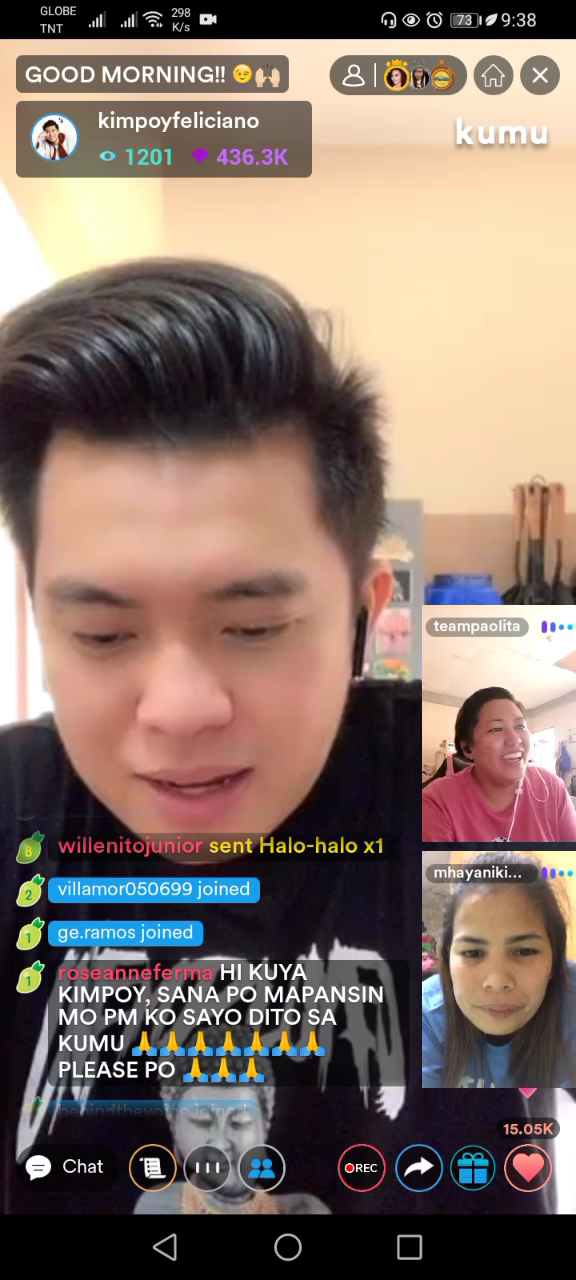 GLOBE
TNT
298
K/s
73
9:38
GOOD MORNING!! 😉🙌🏻
kimpoyfeliciano
1201 436.3K
kumu
teampaolita
8 willenitojunior sent Halo-halo x1
mhayaniki...
2 villamor050699 joined
1 ge.ramos joined
1 roseanneferma HI KUYA
KIMPOY, SANA PO MAPANSIN
MO PM KO SAYO DITO SA
KUMU 🙏🙏🙏🙏🙏🙏🙏
PLEASE PO 🙏🙏🙏
behindthevoice joined
15.05K
Chat
REC